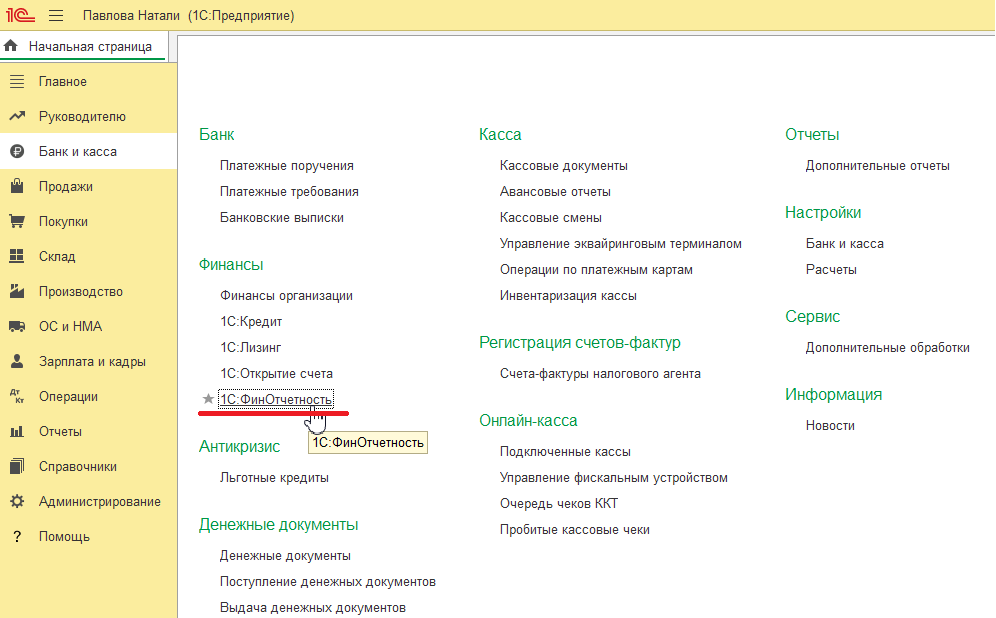 1С Павлова Натали (1С:Предприятие)
Начальная страница
Главное
Руководителю
Банк и касса
Продажи
Покупки
Склад
Производство
ОС и НМА
Зарплата и кадры
Дт Кт Операции
Отчеты
Справочники
Администрирование
? Помощь
Банк
Платежные поручения
Платежные требования
Банковские выписки
Финансы
Финансы организации
1С:Кредит
1С:Лизинг
1С:Открытие счета
1С:ФинОтчетность
1С:ФинОтчетность
Антикризис
Льготные кредиты
Денежные документы
Денежные документы
Поступление денежных документов
Выдача денежных документов
Касса
Кассовые документы
Авансовые отчеты
Кассовые смены
Управление эквайринговым терминалом
Операции по платежным картам
Инвентаризация кассы
Регистрация счетов-фактур
Счета-фактуры налогового агента
Онлайн-касса
Подключенные кассы
Управление фискальным устройством
Очередь чеков ККТ
Пробитые кассовые чеки
Отчеты
Дополнительные отчеты
Настройки
Банк и касса
Расчеты
Сервис
Дополнительные обработки
Информация
Новости